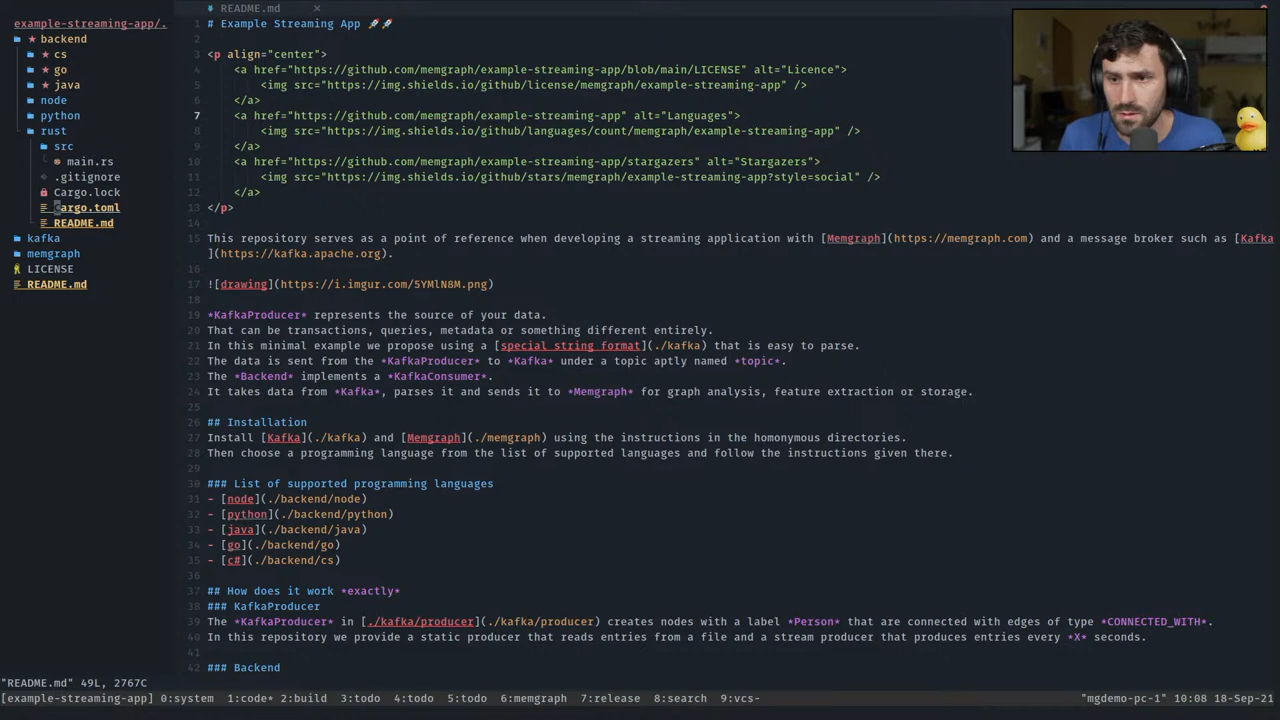 README.md ×
example-streaming-app/.
backend
cs
go
java
node
python
rust
src
main.rs
.gitignore
Cargo.lock
cargo.toml
README.md
kafka
memgraph
LICENSE
README.md
1 # Example Streaming App 🚀🚀
2
3 <p align="center">
4 <a href="https://github.com/memgraph/example-streaming-app/blob/main/LICENSE" alt="Licence">
5 <img src="https://img.shields.io/github/license/memgraph/example-streaming-app" />
6 </a>
7 <a href="https://github.com/memgraph/example-streaming-app" alt="Languages">
8 <img src="https://img.shields.io/github/languages/count/memgraph/example-streaming-app" />
9 </a>
10 <a href="https://github.com/memgraph/example-streaming-app/stargazers" alt="Stargazers">
11 <img src="https://img.shields.io/github/stars/memgraph/example-streaming-app?style=social" />
12 </a>
13 </p>
14
15 This repository serves as a point of reference when developing a streaming application with [Memgraph](https://memgraph.com) and a message broker such as [Kafka
](https://kafka.apache.org).
16
17 ![drawing](https://i.imgur.com/5YMlN8M.png)
18
19 *KafkaProducer* represents the source of your data.
20 That can be transactions, queries, metadata or something different entirely.
21 In this minimal example we propose using a [special string format](./kafka) that is easy to parse.
22 The data is sent from the *KafkaProducer* to *Kafka* under a topic aptly named *topic*.
23 The *Backend* implements a *KafkaConsumer*.
24 It takes data from *Kafka*, parses it and sends it to *Memgraph* for graph analysis, feature extraction or storage.
25
26 ## Installation
27 Install [Kafka](./kafka) and [Memgraph](./memgraph) using the instructions in the homonymous directories.
28 Then choose a programming language from the list of supported languages and follow the instructions given there.
29
30 ### List of supported programming languages
31 - [node](./backend/node)
32 - [python](./backend/python)
33 - [java](./backend/java)
34 - [go](./backend/go)
35 - [c#](./backend/cs)
36
37 ## How does it work *exactly*
38 ### KafkaProducer
39 The *KafkaProducer* in [./kafka/producer](./kafka/producer) creates nodes with a label *Person* that are connected with edges of type *CONNECTED_WITH*.
40 In this repository we provide a static producer that reads entries from a file and a stream producer that produces entries every *X* seconds.
41
42 ### Backend
"README.md" 49L, 2767C
[example-streaming-app] 0:system 1:code* 2:build 3:todo 4:todo 5:todo 6:memgraph 7:release 8:search 9:vcs- "mgdemo-pc-1" 10:08 18-Sep-21